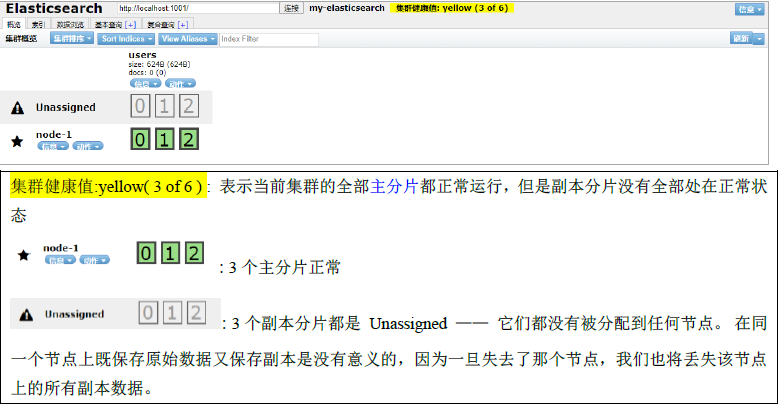 Elasticsearch http://localhost:1001/ 连接 my-elasticsearch 集群健康值: yellow (3 of 6) 信息
概览 索引 数据浏览 基本查询 [+] 复合查询 [+]
集群概览 集群排序 Sort Indices View Aliases Index Filter 刷新
users
size: 624B (624B)
docs: 0 (0)
信息 动作
Unassigned 0 1 2
node-1 0 1 2
信息 动作
集群健康值:yellow( 3 of 6 ) : 表示当前集群的全部主分片都正常运行，但是副本分片没有全部处在正常状
态
node-1 0 1 2 : 3 个主分片正常
信息 动作
Unassigned 0 1 2 : 3 个副本分片都是 Unassigned —— 它们都没有被分配到任何节点。 在同
一个节点上既保存原始数据又保存副本是没有意义的，因为一旦失去了那个节点，我们也将丢失该节点
上的所有副本数据。